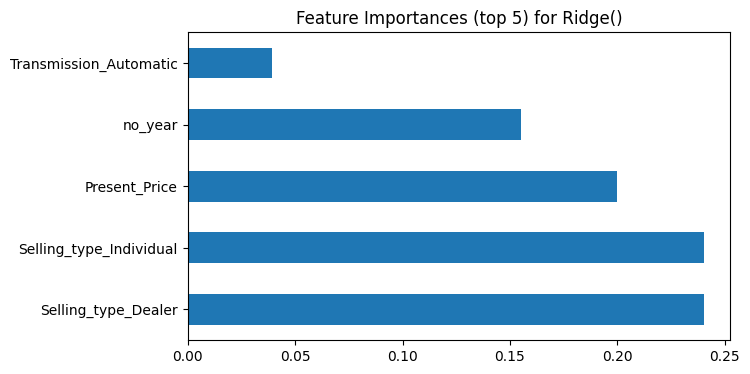 Feature Importances (top 5) for Ridge()
Transmission_Automatic
no_year
Present_Price
Selling_type_Individual
Selling_type_Dealer
0.00 0.05 0.10 0.15 0.20 0.25